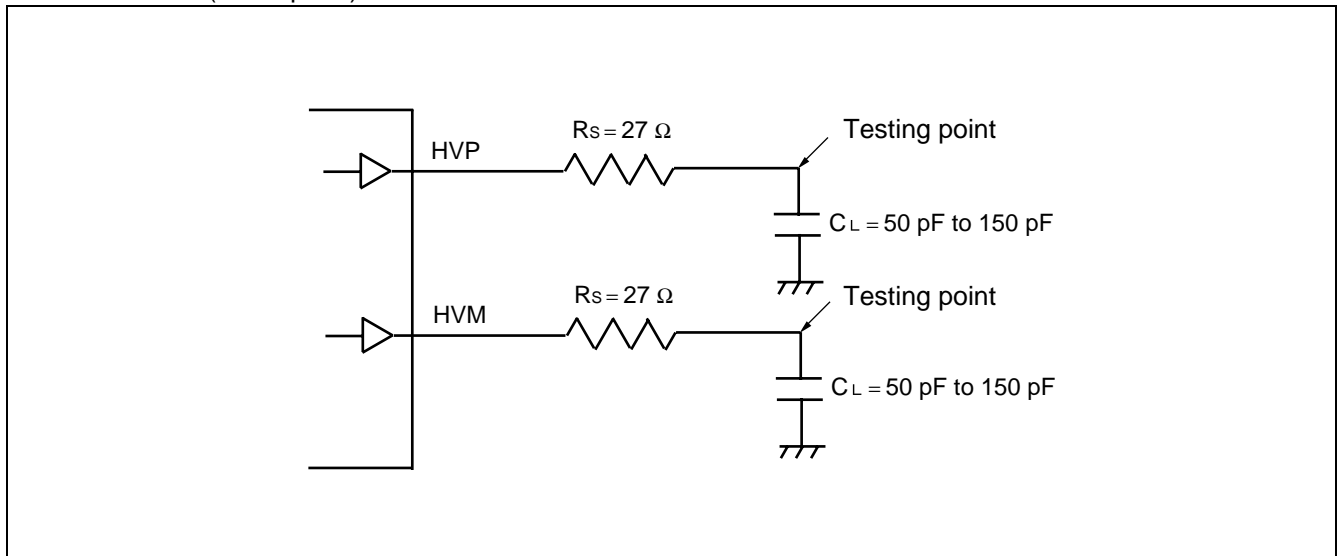 HVP
Rs = 27 Ω
Testing point
CL = 50 pF to 150 pF
HVM
Rs = 27 Ω
Testing point
CL = 50 pF to 150 pF